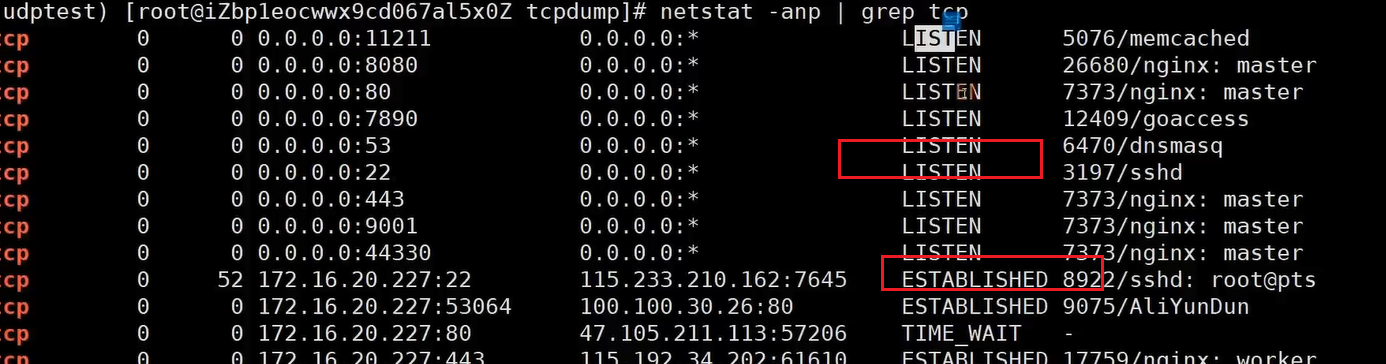 udptest) [root@iZbp1eocwwx9cd067al5x0Z tcpdump]# netstat -anp | grep tcp
tcp 0 0 0.0.0.0:11211 0.0.0.0:* LISTEN 5076/memcached
tcp 0 0 0.0.0.0:8080 0.0.0.0:* LISTEN 26680/nginx: master
tcp 0 0 0.0.0.0:80 0.0.0.0:* LISTEN 7373/nginx: master
tcp 0 0 0.0.0.0:7890 0.0.0.0:* LISTEN 12409/goaccess
tcp 0 0 0.0.0.0:53 0.0.0.0:* LISTEN 6470/dnsmasq
tcp 0 0 0.0.0.0:22 0.0.0.0:* LISTEN 3197/sshd
tcp 0 0 0.0.0.0:443 0.0.0.0:* LISTEN 7373/nginx: master
tcp 0 0 0.0.0.0:9001 0.0.0.0:* LISTEN 7373/nginx: master
tcp 0 0 0.0.0.0:44330 0.0.0.0:* LISTEN 7373/nginx: master
tcp 0 52 172.16.20.227:22 115.233.210.162:7645 ESTABLISHED 8922/sshd: root@pts
tcp 0 0 172.16.20.227:53064 100.100.30.26:80 ESTABLISHED 9075/AliYunDun
tcp 0 0 172.16.20.227:80 47.105.211.113:57206 TIME_WAIT -
tcp 0 0 172.16.20.227:443 115.192.34.202:61610 ESTABLISHED 17759/nginx: worker